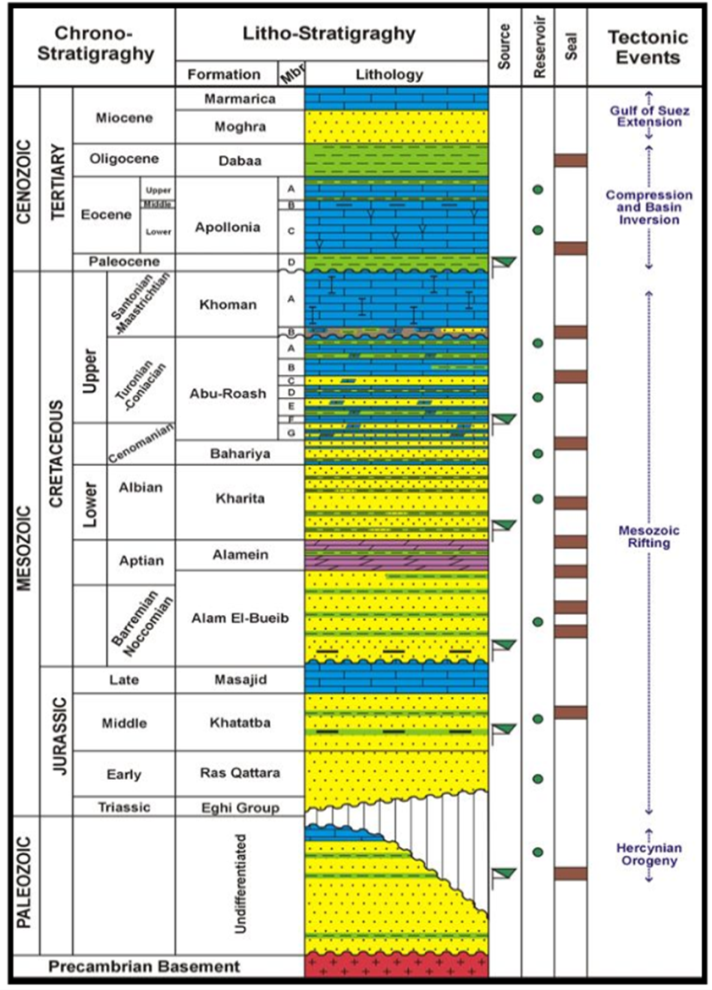 Chrono-
Stratigraghy
Litho-Stratigraghy
Formation
Mbr
Lithology
Source
Reservoir
Seal
Tectonic
Events
CENOZOIC
TERTIARY
Miocene
Marmarica
Moghra
Gulf of Suez
Extension
Oligocene
Dabaa
Eocene
Upper
Middle
Lower
Apollonia
A
B
C
Compression
and Basin
Inversion
Paleocene
D
MESOZOIC
CRETACEOUS
Upper
Santonian
-Maastrichtian
Khoman
A
B
Turonian
-Coniacian
Abu-Roash
A
B
C
D
E
F
G
Cenomanian
Bahariya
Lower
Albian
Kharita
Mesozoic
Rifting
Aptian
Alamein
Barremian
Noccomian
Alam El-Bueib
JURASSIC
Late
Masajid
Middle
Khatatba
Early
Ras Qattara
Triassic
Eghi Group
PALEOZOIC
Undifferentiated
Hercynian
Orogeny
Precambrian Basement